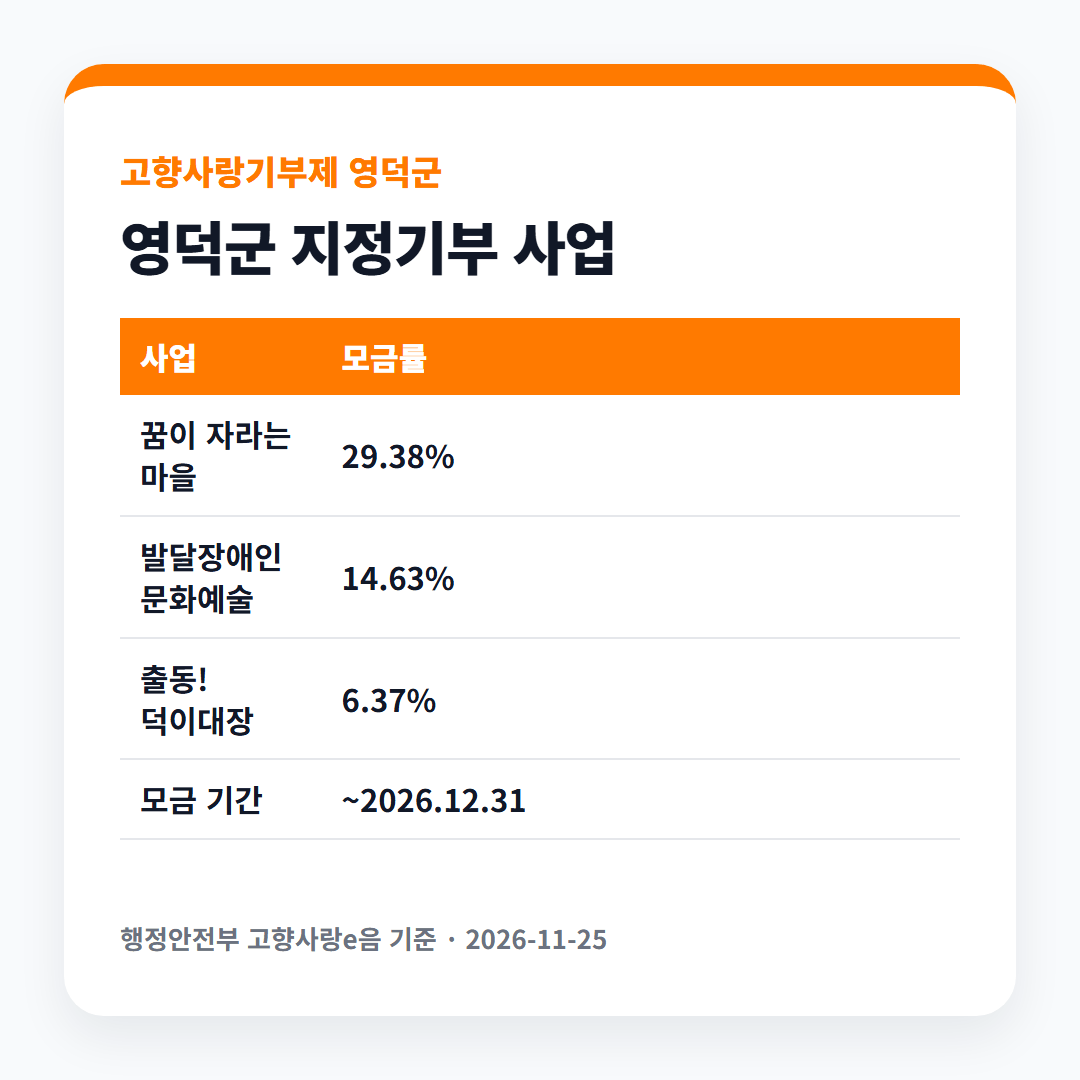 고향사랑기부제 영덕군
영덕군 지정기부 사업
사업 모금률
꿈이 자라는
마을
29.38%
발달장애인
문화예술
14.63%
출동!
덕이대장
6.37%
모금 기간 ~2026.12.31
행정안전부 고향사랑e음 기준 · 2026-11-25